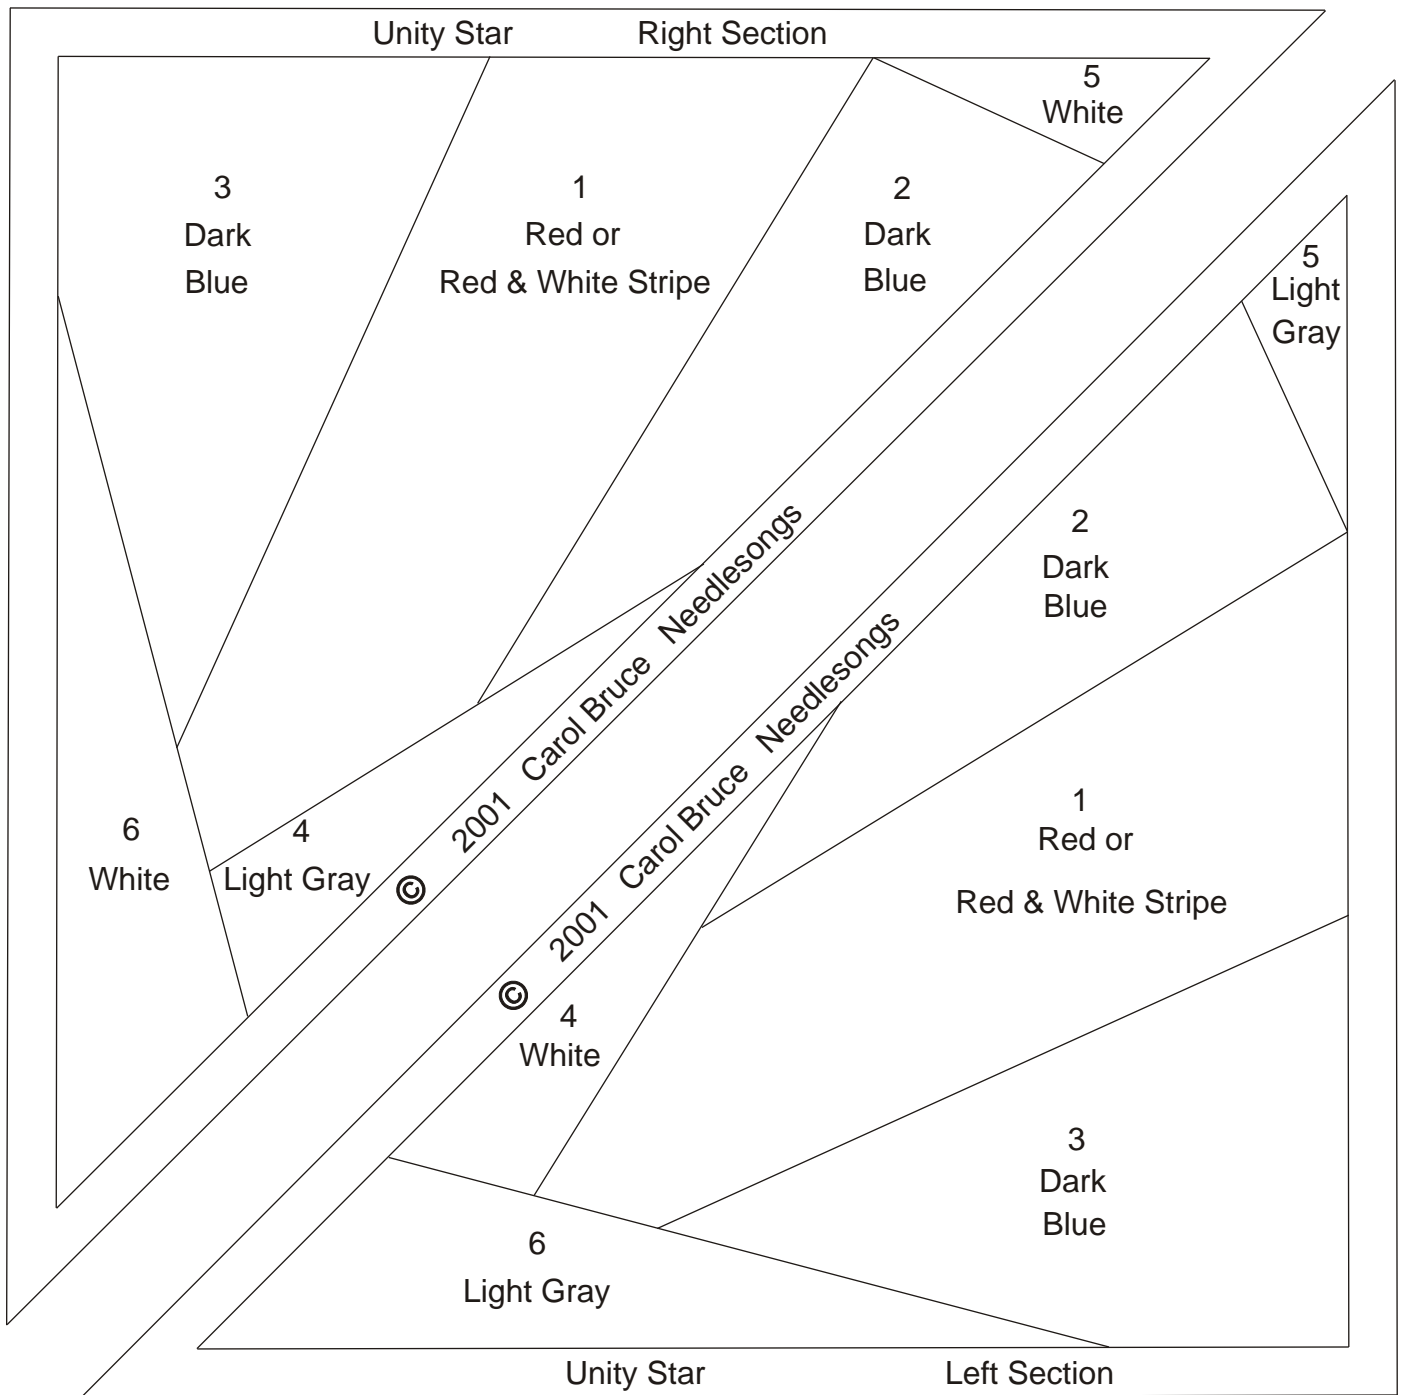 Unity Star Right Section
5
White
3
Dark
Blue
1
Red or
Red & White Stripe
2
Dark
Blue
6
White
4
Light Gray
© 2001 Carol Bruce Needlesongs
5
Light
Gray
2
Dark
Blue
1
Red or
Red & White Stripe
© 2001 Carol Bruce Needlesongs
4
White
3
Dark
Blue
6
Light Gray
Unity Star Left Section